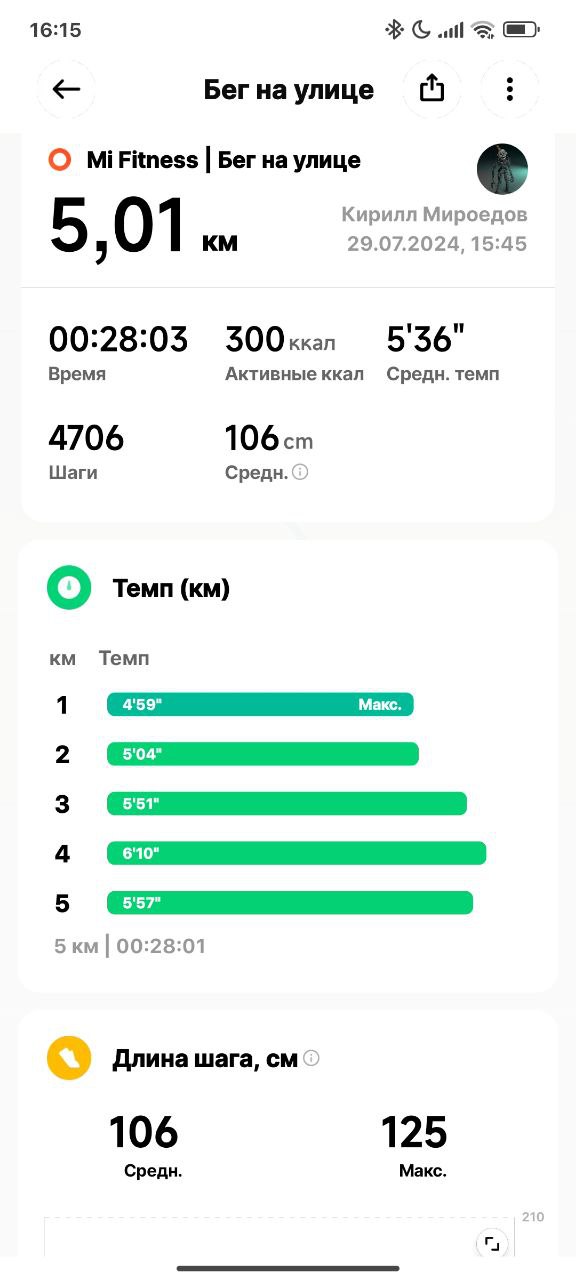 16:15
Бег на улице
Mi Fitness | Бег на улице
5,01 км
Кирилл Мироедов
29.07.2024, 15:45
00:28:03 300 ккал 5'36"
Время Активные ккал Средн. темп
4706 106 cm
Шаги Средн.
Темп (км)
км Темп
1 4'59" Макс.
2 5'04"
3 5'51"
4 6'10"
5 5'57"
5 км | 00:28:01
Длина шага, см
106 125
Средн. Макс.
210